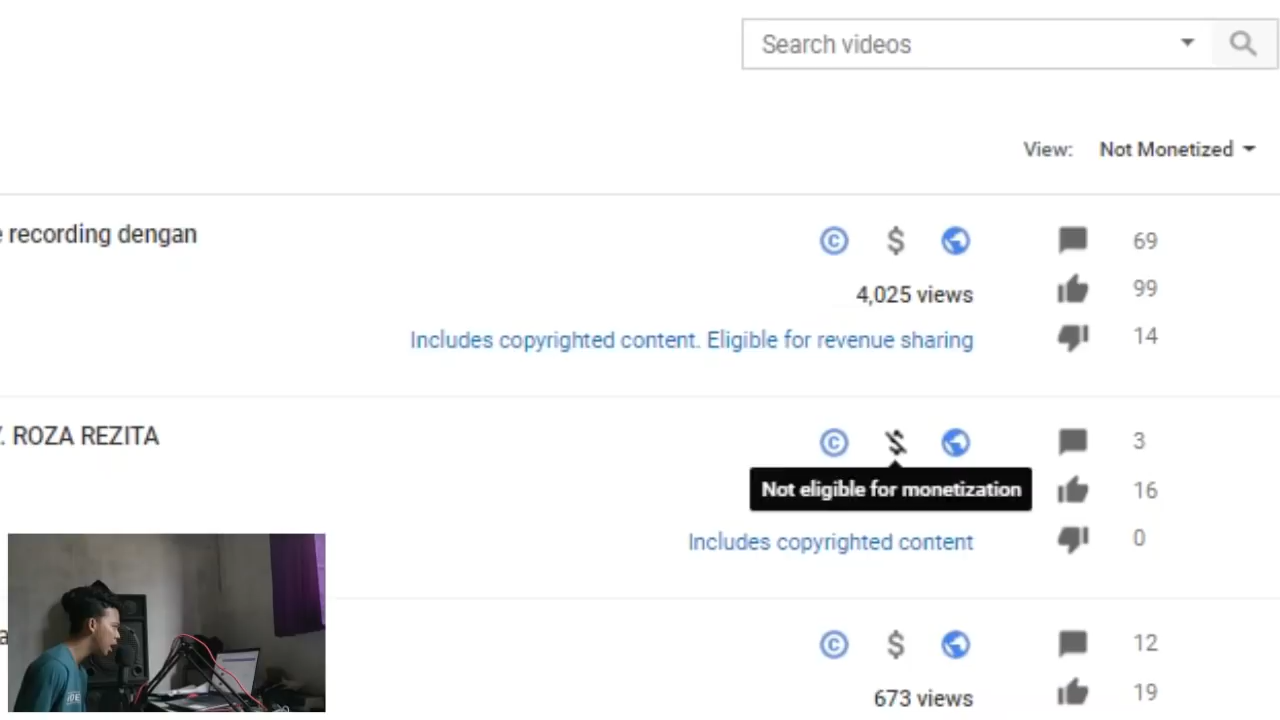 Search videos
View: Not Monetized
recording dengan
69
4,025 views
99
Includes copyrighted content. Eligible for revenue sharing
14
. ROZA REZITA
3
Not eligible for monetization
16
Includes copyrighted content
0
12
673 views
19